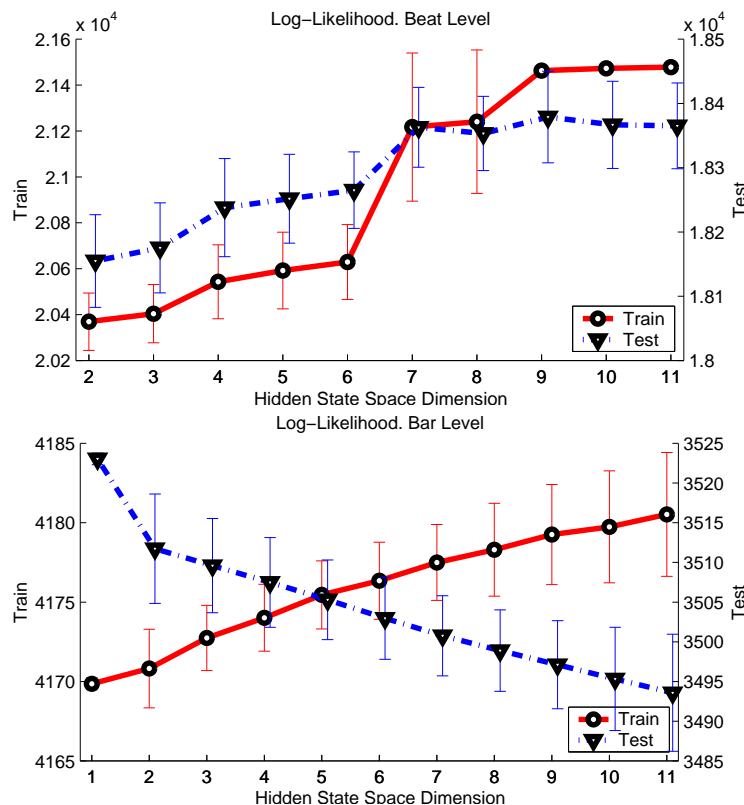 Log−Likelihood. Beat Level
x 10⁴
x 10⁴
2.16
2.14
2.12
2.1
2.08
2.06
2.04
2.02
Train
1.85
1.84
1.83
1.82
1.81
1.8
Test
Train
Test
2 3 4 5 6 7 8 9 10 11
Hidden State Space Dimension
Log−Likelihood. Bar Level
4185
4180
4175
4170
4165
Train
3525
3520
3515
3510
3505
3500
3495
3490
3485
Test
Train
Test
1 2 3 4 5 6 7 8 9 10 11
Hidden State Space Dimension